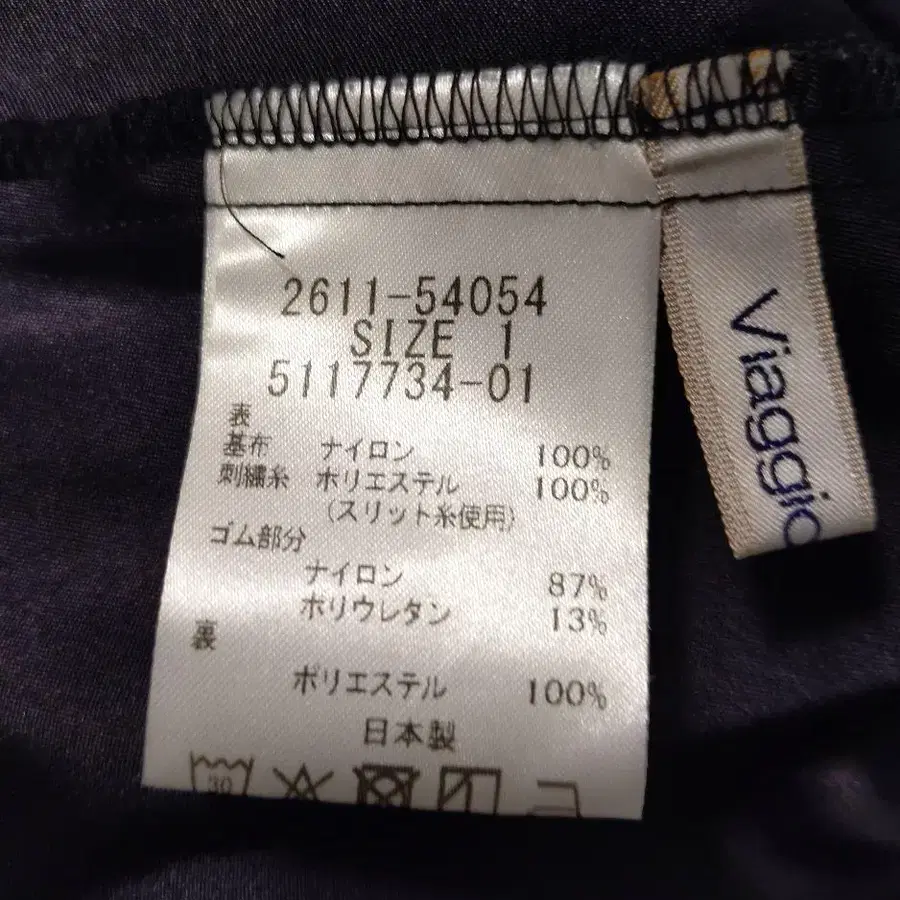 2611-54054
SIZE 1
5117734-01
表
基布 ナイロン 100%
刺繍糸 ポリエステル 100%
(スリット糸使用)
ゴム部分
ナイロン 87%
ポリウレタン 13%
裏
ポリエステル 100%
日本製
30
Viaggio